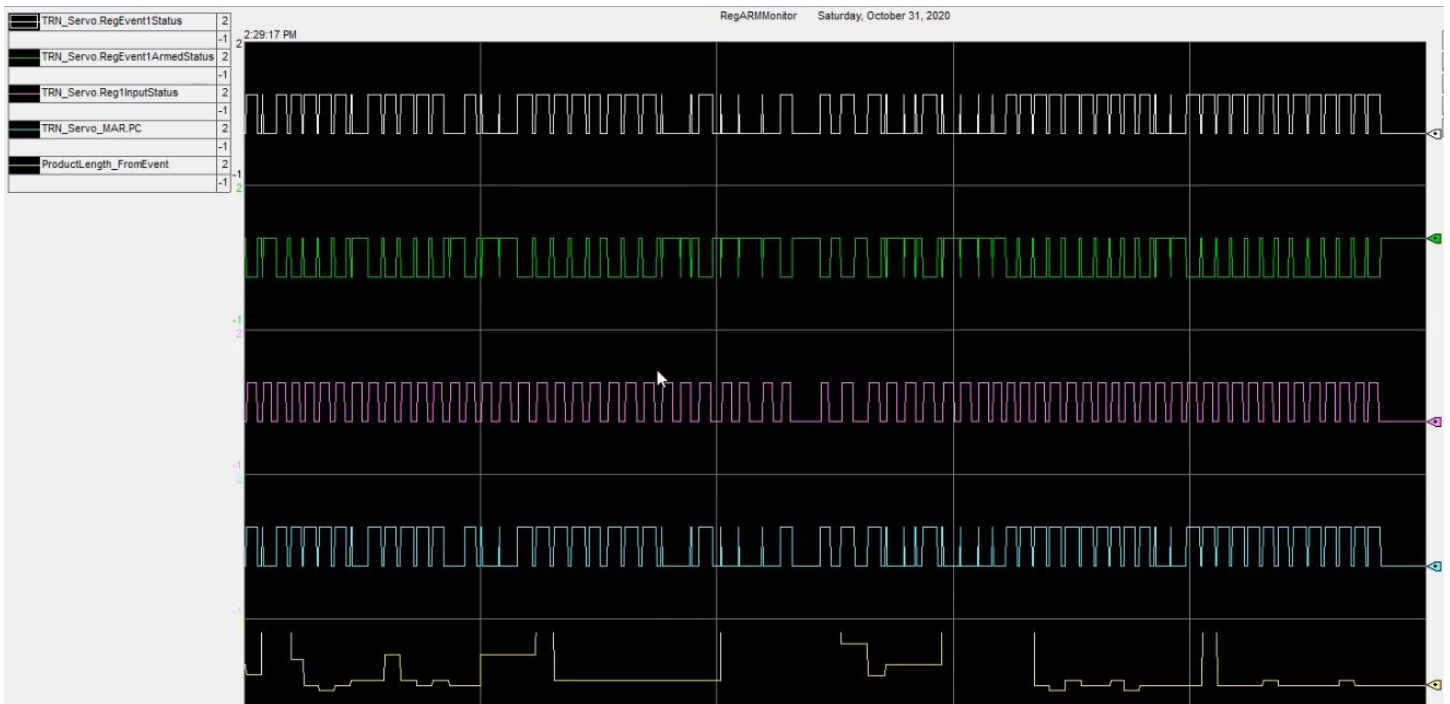 RegARMMonitor Saturday, October 31, 2020
TRN_Servo.RegEvent1Status 2
-1
TRN_Servo.RegEvent1ArmedStatus 2
-1
TRN_Servo.Reg1InputStatus 2
-1
TRN_Servo_MAR.PC 2
-1
ProductLength_FromEvent 2
-1
2:29:17 PM
2
-1
2
-1
2
-1
2
-1